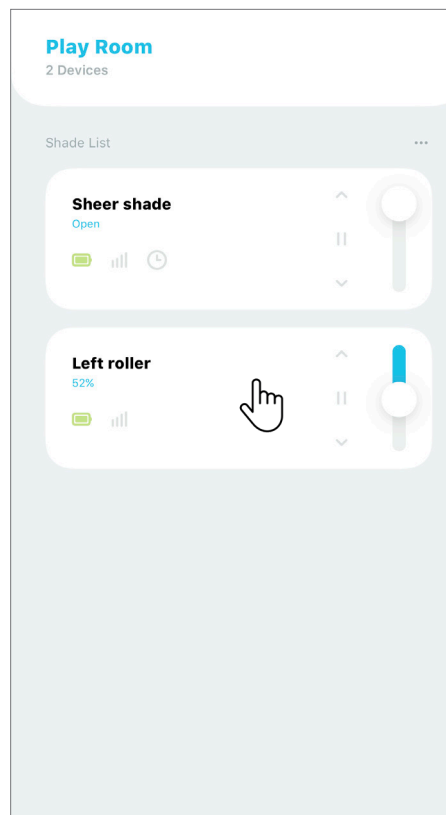 Play Room
2 Devices
Shade List
Sheer shade
Open
Left roller
52%